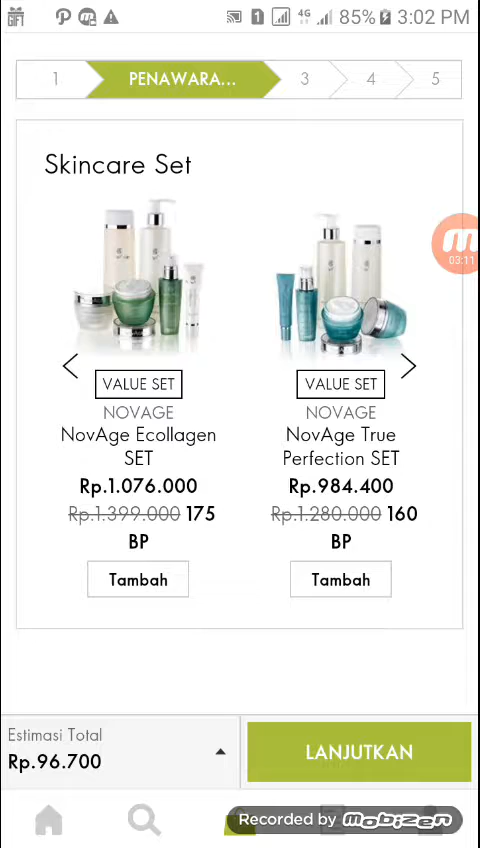 GIFT
1 4G 85% 3:02 PM
1 PENAWARA... 3 4 5
Skincare Set
03:11
VALUE SET
NOVAGE
NovAge Ecollagen
SET
Rp.1.076.000
Rp.1.399.000 175
BP
Tambah
VALUE SET
NOVAGE
NovAge True
Perfection SET
Rp.984.400
Rp.1.280.000 160
BP
Tambah
Estimasi Total
Rp.96.700
LANJUTKAN
Recorded by mobizen